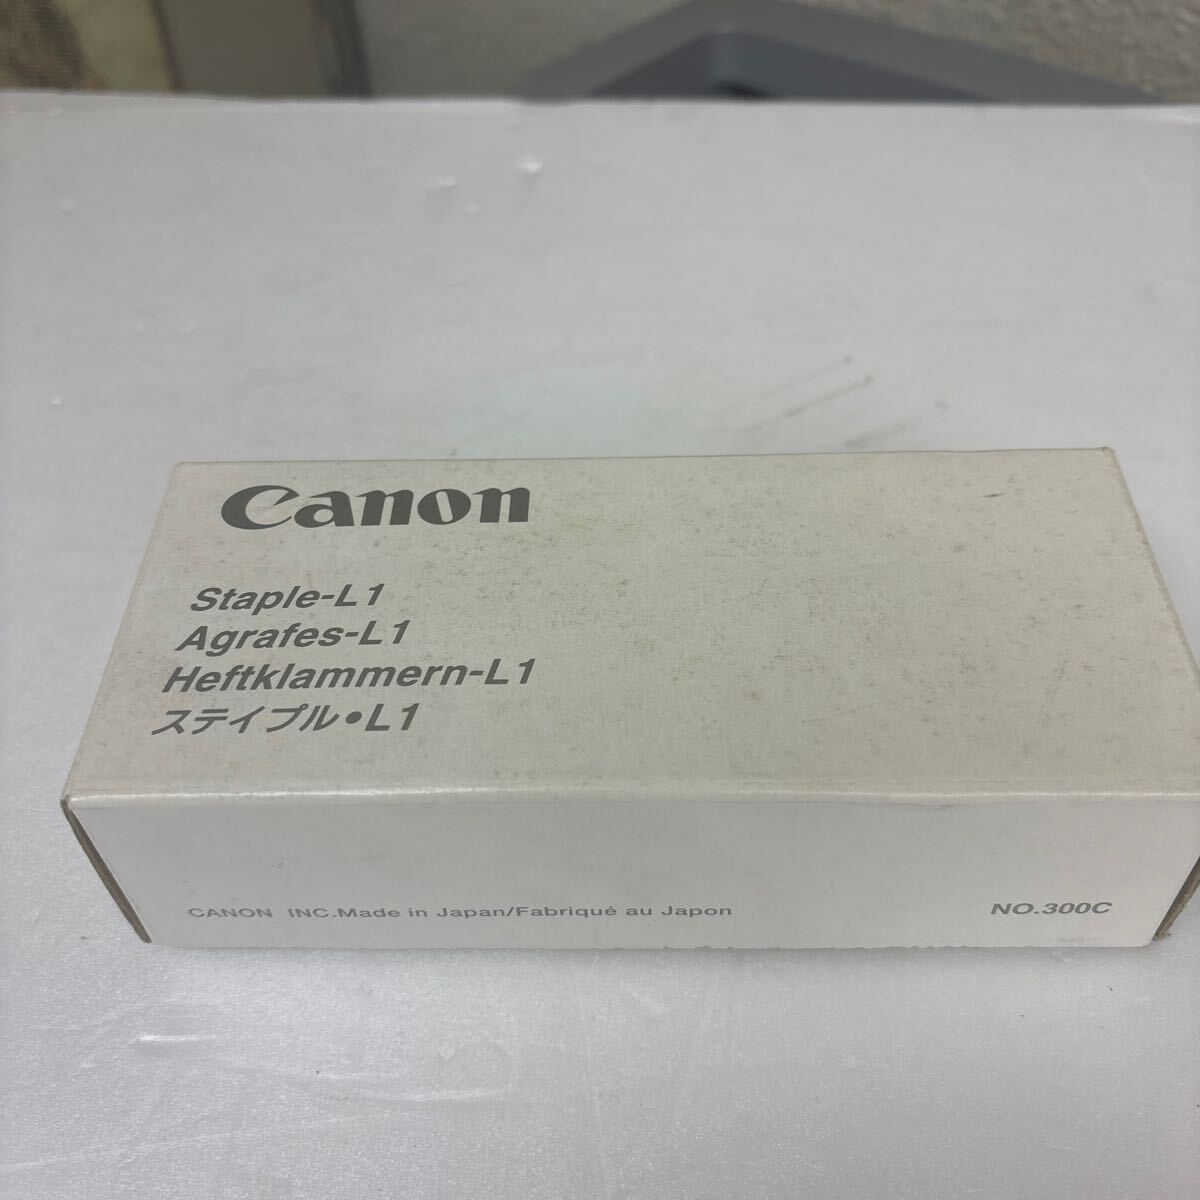 Canon
Staple-L1
Agrafes-L1
Heftklammern-L1
ステイプル•L1
CANON INC.Made in Japan/Fabriqué au Japon
NO.300C